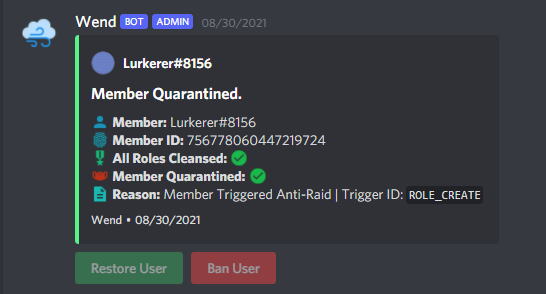 Wend BOT ADMIN 08/30/2021
Lurkerer#8156
Member Quarantined.
Member: Lurkerer#8156
Member ID: 756778060447219724
All Roles Cleansed:
Member Quarantined:
Reason: Member Triggered Anti-Raid | Trigger ID: ROLE_CREATE
Wend • 08/30/2021
Restore User Ban User